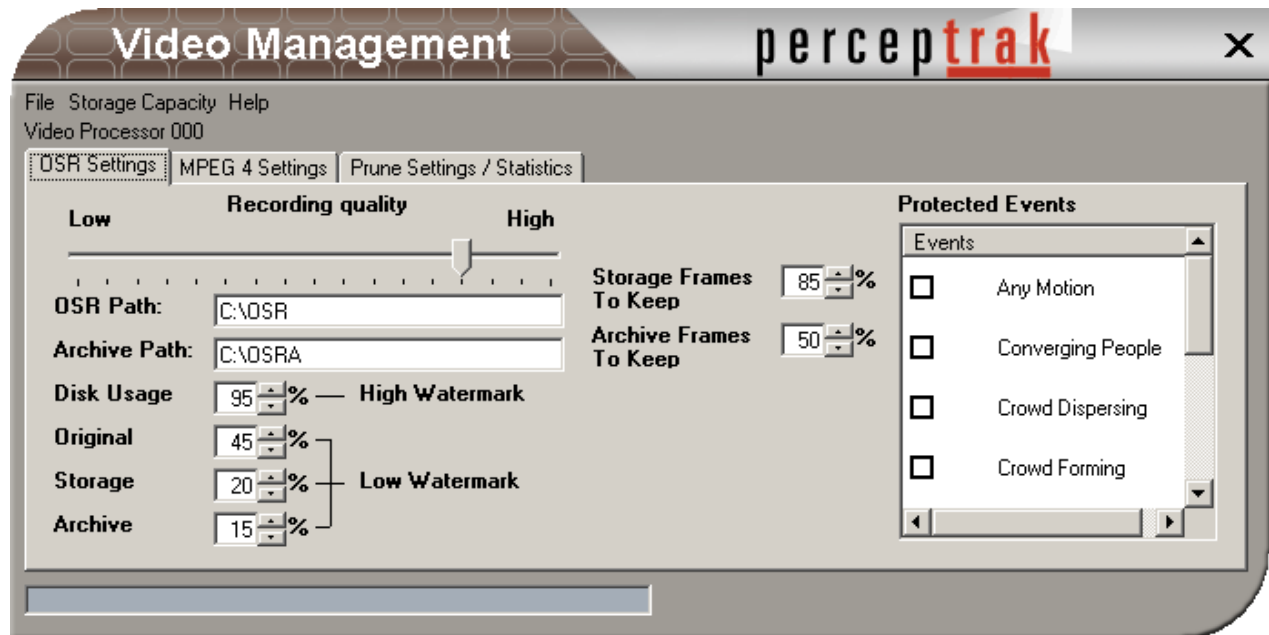 Video Management
perceptrak
File Storage Capacity Help
Video Processor 000
OSR Settings
MPEG 4 Settings
Prune Settings / Statistics
Recording quality
Low
High
OSR Path:
C:\OSR
Archive Path:
C:\OSRA
Disk Usage
95 %
High Watermark
Original
45 %
Storage
20 %
Low Watermark
Archive
15 %
Storage Frames
To Keep
85 %
Archive Frames
To Keep
50 %
Protected Events
Events
Any Motion
Converging People
Crowd Dispersing
Crowd Forming